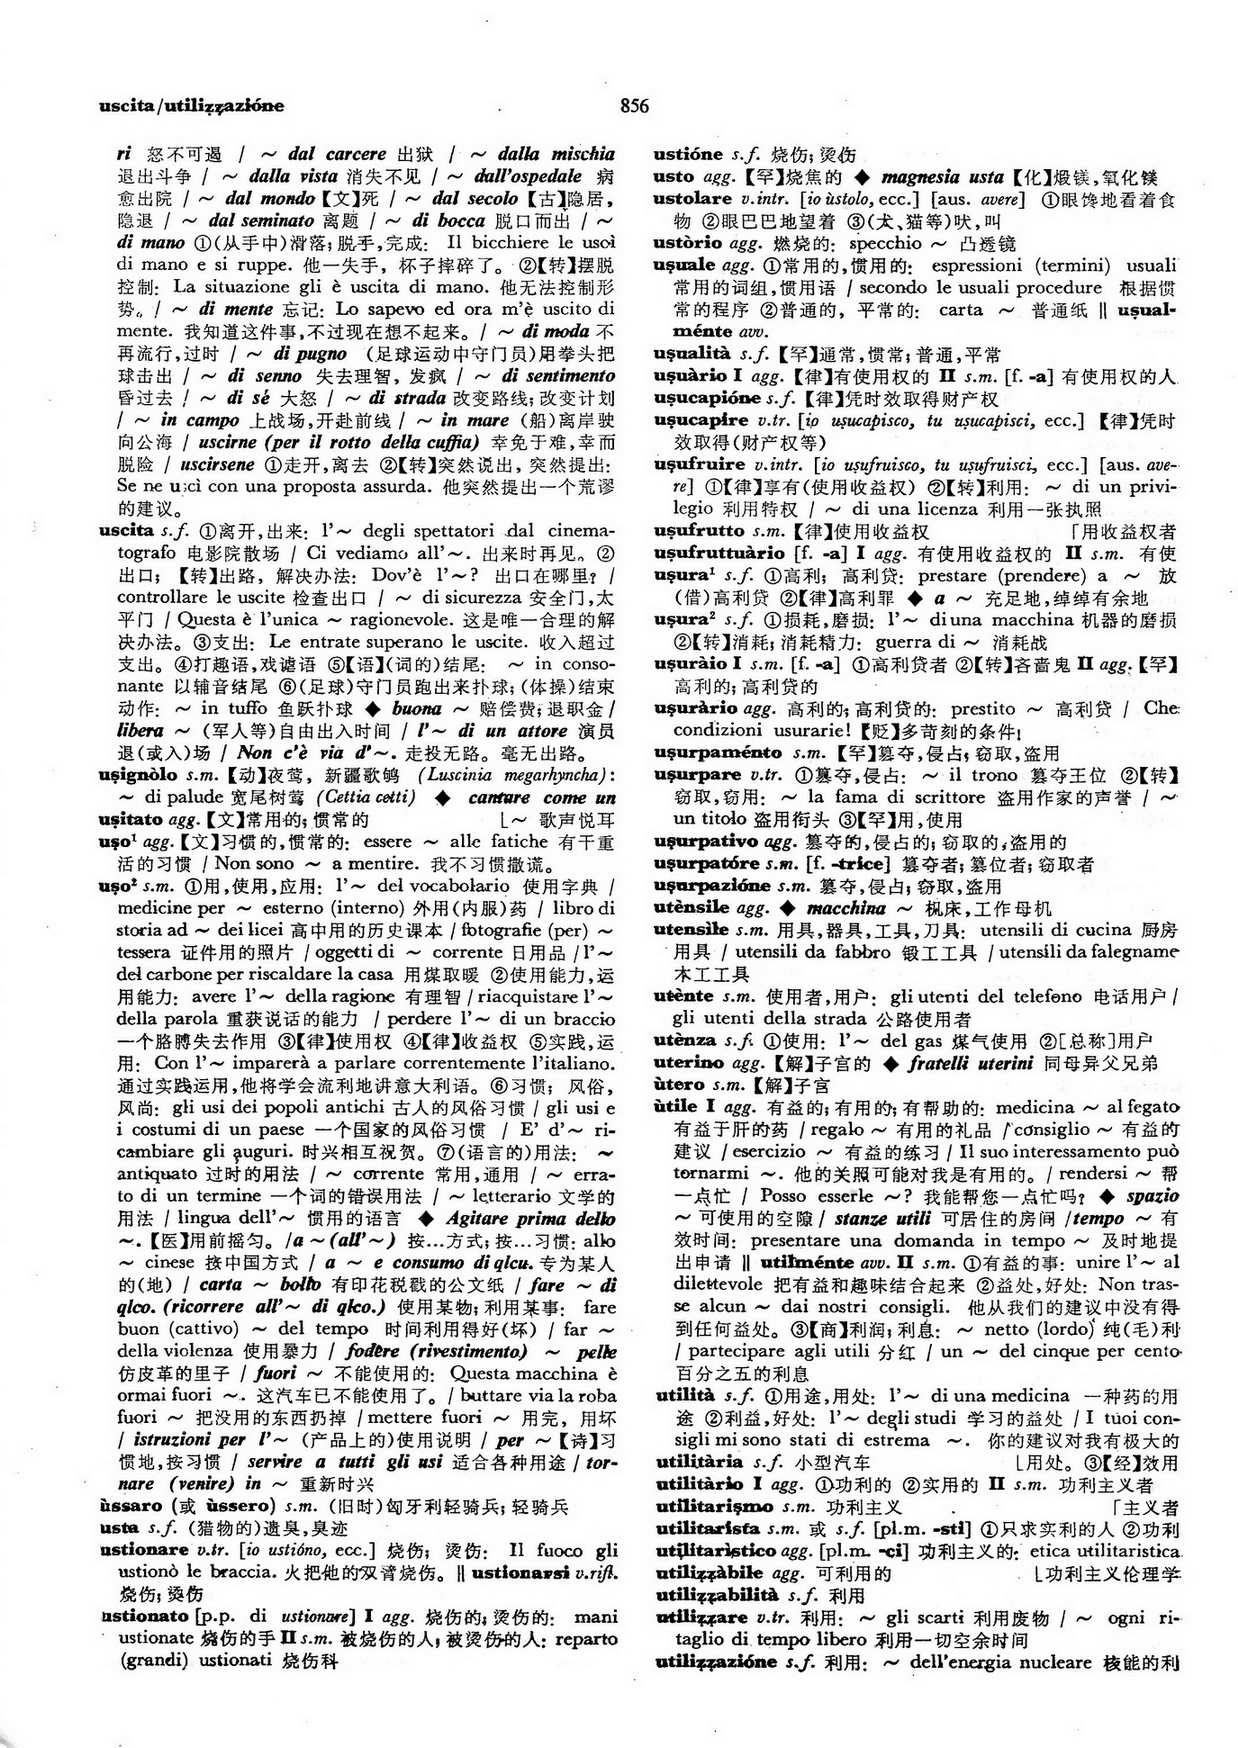 uscita/utilizzazióne
856
ri 怒不可遏 / ～ dal carcere 出狱 / ～ dalla mischia
退出斗争 / ～ dalla vista 消失不见 / ～ dall'ospedale 病
愈出院 / ～ dal mondo【文】死 / ～ dal secolo【古】隐居,
隐退 / ～ dal seminato 离题 / ～ di bocca 脱口而出 / ～
di mano ①(从手中)滑落; 脱手,完成: Il bicchiere le uscì
di mano e si ruppe. 他一失手, 杯子摔碎了。②【转】摆脱
控制: La situazione gli è uscita di mano. 他无法控制形
势。/ ～ di mente 忘记: Lo sapevo ed ora m'è uscito di
mente. 我知道这件事,不过现在想不起来。/ ～ di moda 不
再流行,过时 / ～ di pugno (足球运动中守门员)用拳头把
球击出 / ～ di senno 失去理智, 发疯 / ～ di sentimento
昏过去 / ～ di sé 大怒 / ～ di strada 改变路线; 改变计划
/ ～ in campo 上战场,开赴前线 / ～ in mare (船)离岸驶
向公海 / uscirne (per il rotto della cuffia) 幸免于难,幸而
脱险 / uscirsene ①走开,离去 ②【转】突然说出, 突然提出:
Se ne uscì con una proposta assurda. 他突然提出一个荒谬
的建议。
uscita s.f. ①离开,出来: l'～ degli spettatori dal cinema-
tografo 电影院散场 / Ci vediamo all'～. 出来时再见。②
出口; 【转】出路, 解决办法: Dov'è l'～? 出口在哪里? /
controllare le uscite 检查出口 / ～ di sicurezza 安全门,太
平门 / Questa è l'unica ～ ragionevole. 这是唯一合理的解
决办法。③支出: Le entrate superano le uscite. 收入超过
支出。④打趣语,戏谑语 ⑤【语】(词的)结尾: ～ in conso-
nante 以辅音结尾 ⑥(足球)守门员跑出来扑球; (体操)结束
动作: ～ in tuffo 鱼跃扑球 ◆ buona ～ 赔偿费; 退职金 /
libera ～ (军人等)自由出入时间 / l'～ di un attore 演员
退(或入)场 / Non c'è via d'～. 走投无路。毫无出路。
uṣignòlo s.m.【动】夜莺, 新疆歌鸲 (Luscinia megarhyncha):
～ di palude 宽尾树莺 (Cettia cetti) ◆ cantare come un
uṣitato agg.【文】常用的; 惯常的 ⌊～ 歌声悦耳
uṣo¹ agg.【文】习惯的,惯常的: essere ～ alle fatiche 有干重
活的习惯 / Non sono ～ a mentire. 我不习惯撒谎。
uṣo² s.m. ①用,使用,应用: l'～ del vocabolario 使用字典 /
medicine per ～ esterno (interno) 外用(内服)药 / libro di
storia ad ～ dei licei 高中用的历史课本 / fotografie (per) ～
tessera 证件用的照片 / oggetti di ～ corrente 日用品 / l'～
del carbone per riscaldare la casa 用煤取暖 ②使用能力,运
用能力: avere l'～ della ragione 有理智 / riacquistare l'～
della parola 重获说话的能力 / perdere l'～ di un braccio
一个胳膊失去作用 ③【律】使用权 ④【律】收益权 ⑤实践,运
用: Con l'～ imparerà a parlare correntemente l'italiano.
通过实践运用,他将学会流利地讲意大利语。⑥习惯; 风俗,
风尚: gli usi dei popoli antichi 古人的风俗习惯 / gli usi e
i costumi di un paese 一个国家的风俗习惯 / E' d'～ ri-
cambiare gli auguri. 时兴相互祝贺。⑦(语言的)用法: ～
antiquato 过时的用法 / ～ corrente 常用,通用 / ～ erra-
to di un termine 一个词的错误用法 / ～ letterario 文学的
用法 / lingua dell'～ 惯用的语言 ◆ Agitare prima dello
～.【医】用前摇匀。/a ～ (all'～) 按…方式; 按…习惯: allo
～ cinese 按中国方式 / a ～ e consumo di qlcu. 专为某人
的(地) / carta ～ bollo 有印花税戳的公文纸 / fare ～ di
qlco. (ricorrere all'～ di qlco.) 使用某物; 利用某事: fare
buon (cattivo) ～ del tempo 时间利用得好(坏) / far ～
della violenza 使用暴力 / fodere (rivestimento) ～ pelle
仿皮革的里子 / fuori ～ 不能使用的: Questa macchina è
ormai fuori ～. 这汽车已不能使用了。/ buttare via la roba
fuori ～ 把没用的东西扔掉 / mettere fuori ～ 用完, 用坏
/ istruzioni per l'～ (产品上的)使用说明 / per ～【诗】习
惯地,按习惯 / servire a tutti gli usi 适合各种用途 / tor-
nare (venire) in ～ 重新时兴
ùssaro (或 ùssero) s.m. (旧时)匈牙利轻骑兵; 轻骑兵
usta s.f. (猎物的)遗臭,臭迹
ustionare v.tr. [io ustióno, ecc.] 烧伤; 烫伤: Il fuoco gli
ustionò le braccia. 火把他的双臂烧伤。‖ ustionarsi v.rifl.
烧伤; 烫伤
ustionato [p.p. di ustionare] I agg. 烧伤的; 烫伤的: mani
ustionate 烧伤的手 II s.m. 被烧伤的人; 被烫伤的人: reparto
(grandi) ustionati 烧伤科
ustióne s.f. 烧伤; 烫伤
usto agg.【罕】烧焦的 ◆ magnesia usta【化】煅镁,氧化镁
ustolare v.intr. [io ùstolo, ecc.] [aus. avere] ①眼馋地看着食
物 ②眼巴巴地望着 ③(犬、猫等)吠,叫
ustòrio agg. 燃烧的: specchio ～ 凸透镜
uṣuale agg. ①常用的,惯用的: espressioni (termini) usuali
常用的词组,惯用语 / secondo le usuali procedure 根据惯
常的程序 ②普通的, 平常的: carta ～ 普通纸 ‖ uṣual-
ménte avv.
uṣualità s.f.【罕】通常,惯常; 普通,平常
uṣuàrio I agg.【律】有使用权的 II s.m. [f. -a] 有使用权的人
uṣucapióne s.f.【律】凭时效取得财产权
uṣucapire v.tr. [io uṣucapisco, tu uṣucapisci, ecc.]【律】凭时
效取得(财产权等)
uṣufruire v.intr. [io uṣufruisco, tu uṣufruisci, ecc.] [aus. ave-
re] ①【律】享有(使用收益权) ②【转】利用: ～ di un privi-
legio 利用特权 / ～ di una licenza 利用一张执照
uṣufrutto s.m.【律】使用收益权 ⌈用收益权者
uṣufruttuàrio [f. -a] I agg. 有使用收益权的 II s.m. 有使
uṣura¹ s.f. ①高利; 高利贷: prestare (prendere) a ～ 放
(借)高利贷 ②【律】高利罪 ◆ a ～ 充足地,绰绰有余地
uṣura² s.f. ①损耗,磨损: l'～ di una macchina 机器的磨损
②【转】消耗; 消耗精力: guerra di ～ 消耗战
uṣuràio I s.m. [f. -a] ①高利贷者 ②【转】吝啬鬼 II agg.【罕】
高利的; 高利贷的
uṣuràrio agg. 高利的; 高利贷的: prestito ～ 高利贷 / Che
condizioni usurarie!【贬】多苛刻的条件!
uṣurpaménto s.m.【罕】篡夺,侵占; 窃取,盗用
uṣurpare v.tr. ①篡夺,侵占: ～ il trono 篡夺王位 ②【转】
窃取,窃用: ～ la fama di scrittore 盗用作家的声誉 / ～
un titolo 盗用衔头 ③【罕】用,使用
uṣurpativo agg. 篡夺的,侵占的; 窃取的,盗用的
uṣurpatóre s.m. [f. -trice] 篡夺者; 篡位者; 窃取者
uṣurpazióne s.m. 篡夺,侵占; 窃取,盗用
utènsile agg. ◆ macchina ～ 机床,工作母机
utensìle s.m. 用具,器具,工具,刀具: utensili di cucina 厨房
用具 / utensili da fabbro 锻工工具 / utensili da falegname
木工工具
utènte s.m. 使用者,用户: gli utenti del telefono 电话用户 /
gli utenti della strada 公路使用者
utènza s.f. ①使用: l'～ del gas 煤气使用 ②[总称]用户
uterino agg.【解】子宫的 ◆ fratelli uterini 同母异父兄弟
ùtero s.m.【解】子宫
ùtile I agg. 有益的; 有用的; 有帮助的: medicina ～ al fegato
有益于肝的药 / regalo ～ 有用的礼品 / consiglio ～ 有益的
建议 / esercizio ～ 有益的练习 / Il suo interessamento può
tornarmi ～. 他的关照可能对我是有用的。/ rendersi ～ 帮
一点忙 / Posso esserle ～? 我能帮您一点忙吗? ◆ spazio
～ 可使用的空隙 / stanze utili 可居住的房间 /tempo ～ 有
效时间: presentare una domanda in tempo ～ 及时地提
出申请 ‖ utilménte avv. II s.m. ①有益的事: unire l'～ al
dilettevole 把有益和趣味结合起来 ②益处,好处: Non tras-
se alcun ～ dai nostri consigli. 他从我们的建议中没有得
到任何益处。③【商】利润; 利息: ～ netto (lordo) 纯(毛)利
/ partecipare agli utili 分红 / un ～ del cinque per cento
百分之五的利息
utilità s.f. ①用途,用处: l'～ di una medicina 一种药的用
途 ②利益,好处: l'～ degli studi 学习的益处 / I tuoi con-
sigli mi sono stati di estrema ～. 你的建议对我有极大的
utilitària s.f. 小型汽车 ⌊用处。③【经】效用
utilitàrio I agg. ①功利的 ②实用的 II s.m. 功利主义者
utilitariṣmo s.m. 功利主义 ⌈主义者
utilitarista s.m. 或 s.f. [pl.m. -sti] ①只求实利的人 ②功利
utilitarìstico agg. [pl.m. -ci] 功利主义的: etica utilitaristica
utiliẓẓàbile agg. 可利用的 ⌊功利主义伦理学
utiliẓẓabilità s.f. 利用
utiliẓẓare v.tr. 利用: ～ gli scarti 利用废物 / ～ ogni ri-
taglio di tempo libero 利用一切空余时间
utiliẓẓazióne s.f. 利用: ～ dell'energia nucleare 核能的利